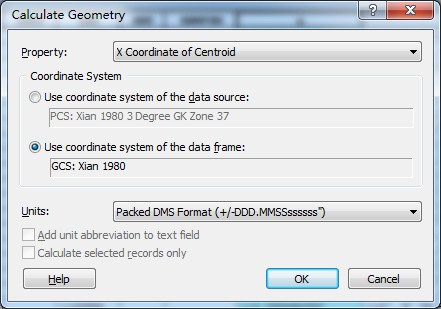 Calculate Geometry
Property: X Coordinate of Centroid
Coordinate System
Use coordinate system of the data source:
PCS: Xian 1980 3 Degree GK Zone 37
Use coordinate system of the data frame:
GCS: Xian 1980
Units: Packed DMS Format (+/-DDD.MMSSssssss")
Add unit abbreviation to text field
Calculate selected records only
Help OK Cancel